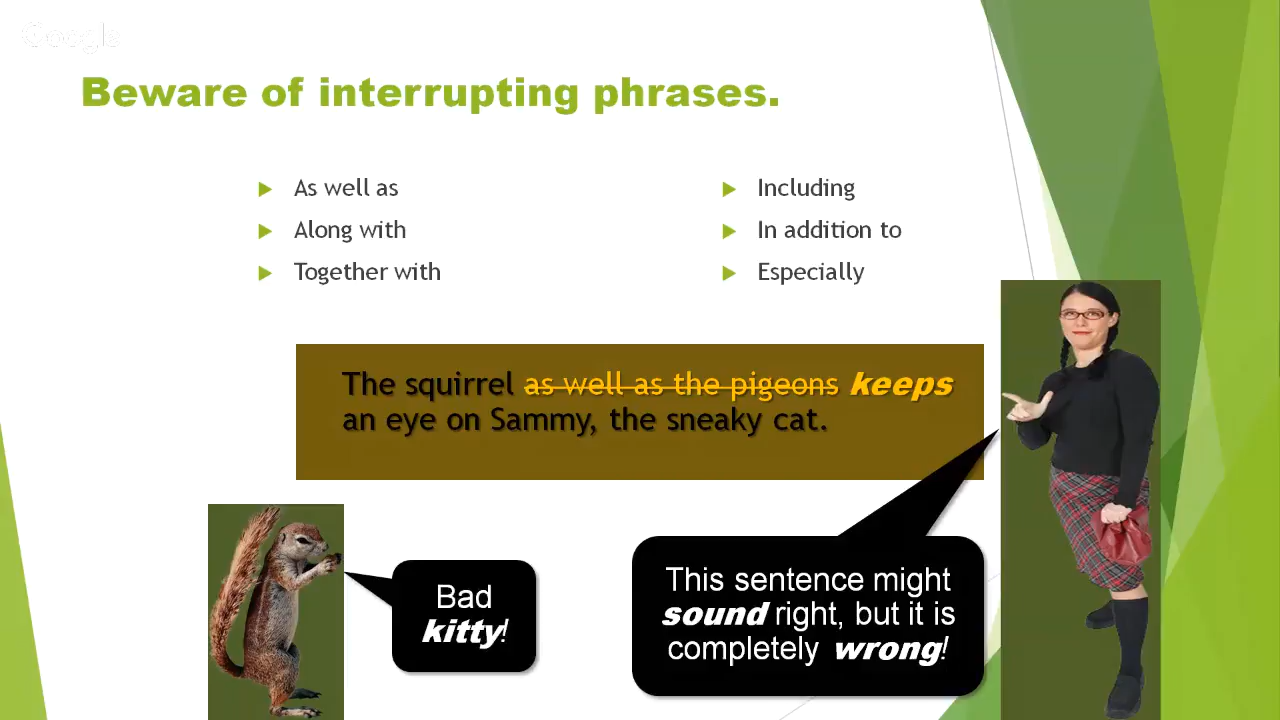 Google
Beware of interrupting phrases.
As well as
Along with
Together with
Including
In addition to
Especially
The squirrel as well as the pigeons keeps
an eye on Sammy, the sneaky cat.
Bad
kitty!
This sentence might
sound right, but it is
completely wrong!